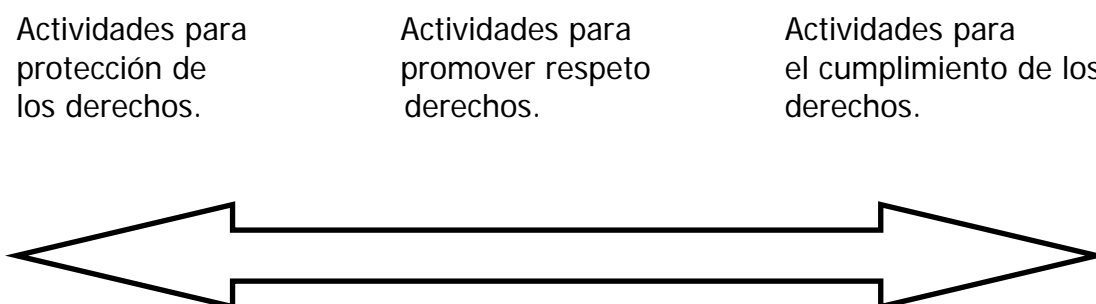 Actividades para
protección de
los derechos.
Actividades para
promover respeto
derechos.
Actividades para
el cumplimiento de los
derechos.